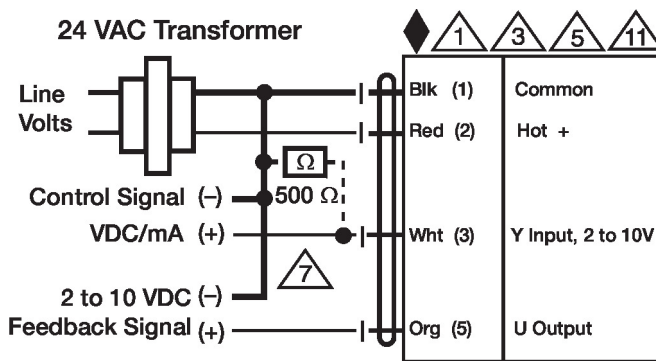 24 VAC Transformer
1 3 5 11
Line
Volts
Blk (1) Common
Red (2) Hot +
Ω
500 Ω
Control Signal (-)
VDC/mA (+)
Wht (3) Y Input, 2 to 10V
7
2 to 10 VDC (-)
Feedback Signal (+)
Org (5) U Output